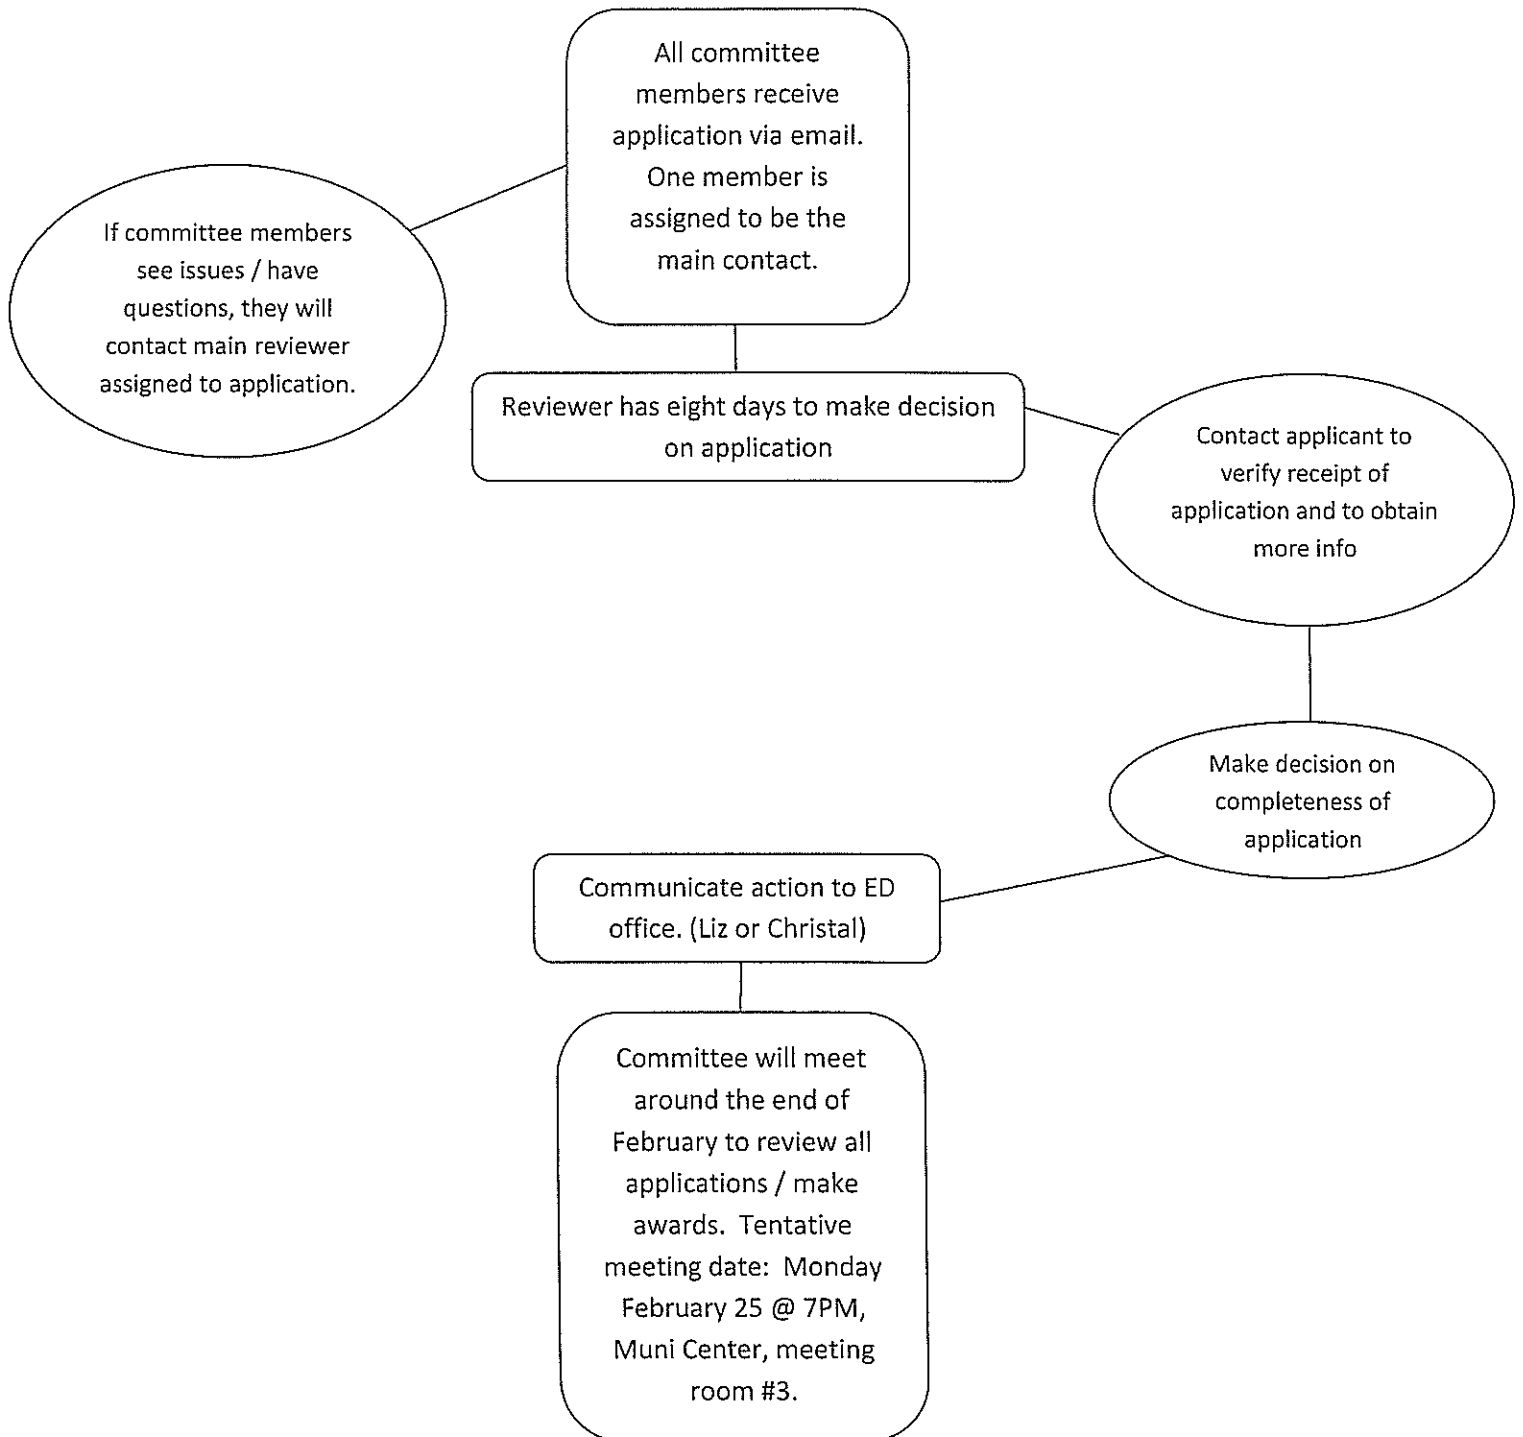 All committee
members receive
application via email.
One member is
assigned to be the
main contact.
If committee members
see issues / have
questions, they will
contact main reviewer
assigned to application.
Reviewer has eight days to make decision
on application
Contact applicant to
verify receipt of
application and to obtain
more info
Make decision on
completeness of
application
Communicate action to ED
office. (Liz or Christal)
Committee will meet
around the end of
February to review all
applications / make
awards.  Tentative
meeting date:  Monday
February 25 @ 7PM,
Muni Center, meeting
room #3.